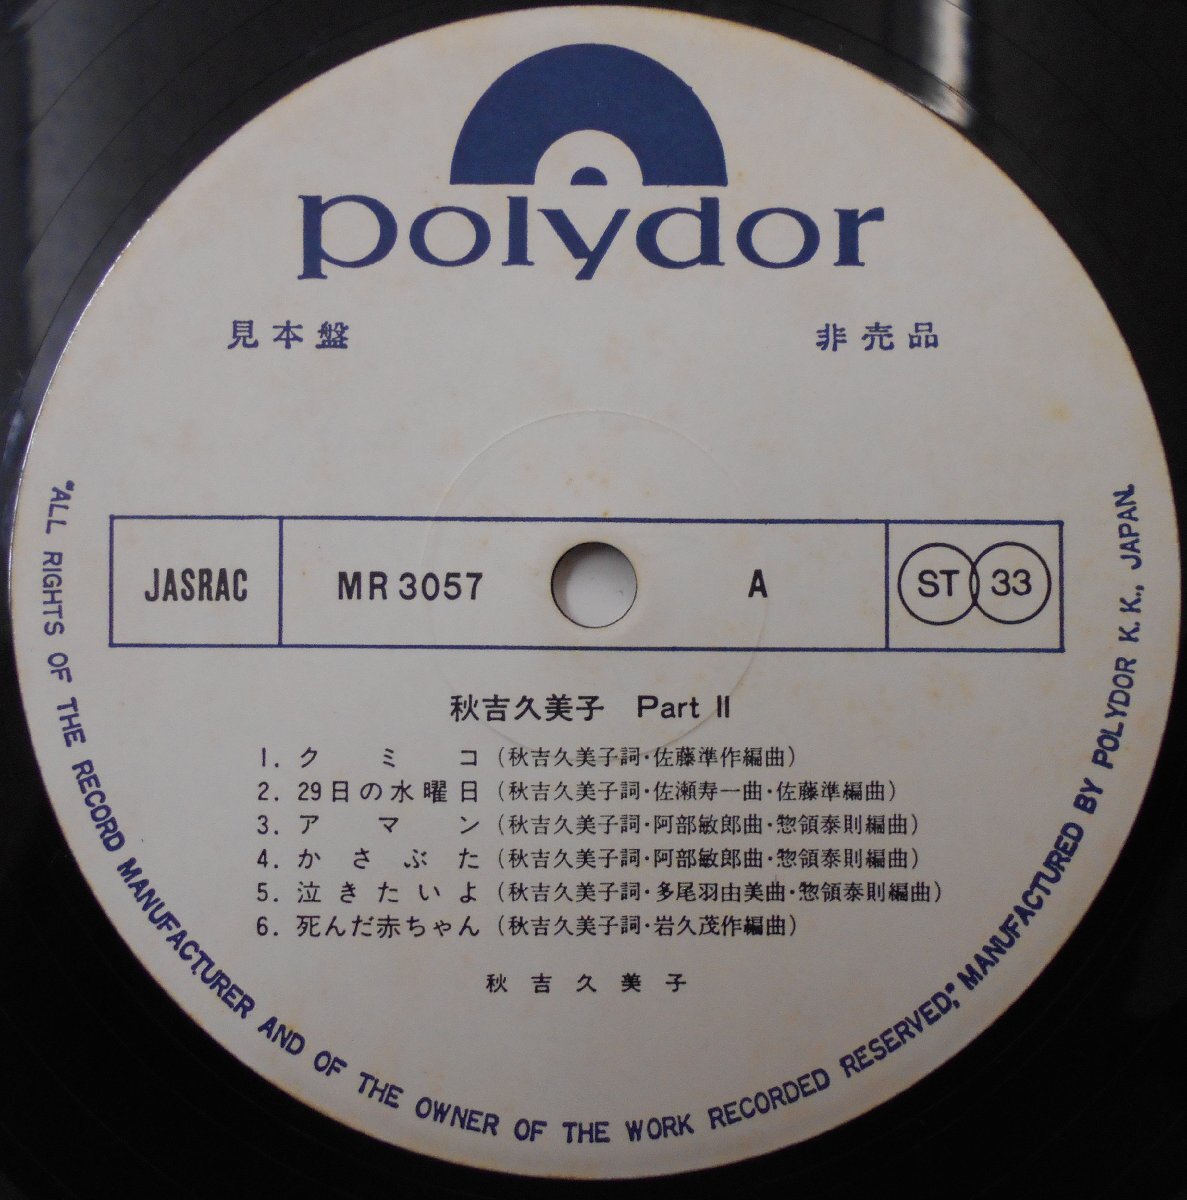 polydor
見本盤 非売品
JASRAC MR 3057 A ST 33
秋吉久美子 Part II
1. クミコ (秋吉久美子詞・佐藤準作編曲)
2. 29日の水曜日 (秋吉久美子詞・佐瀬寿一曲・佐藤準編曲)
3. アマン (秋吉久美子詞・阿部敏郎曲・惣領泰則編曲)
4. かさぶた (秋吉久美子詞・阿部敏郎曲・惣領泰則編曲)
5. 泣きたいよ (秋吉久美子詞・多尾羽由美曲・惣領泰則編曲)
6. 死んだ赤ちゃん (秋吉久美子詞・岩久茂作編曲)
秋吉久美子
"ALL RIGHTS OF THE RECORD MANUFACTURER AND OF THE OWNER OF THE WORK RECORDED RESERVED," MANUFACTURED BY POLYDOR K.K., JAPAN.